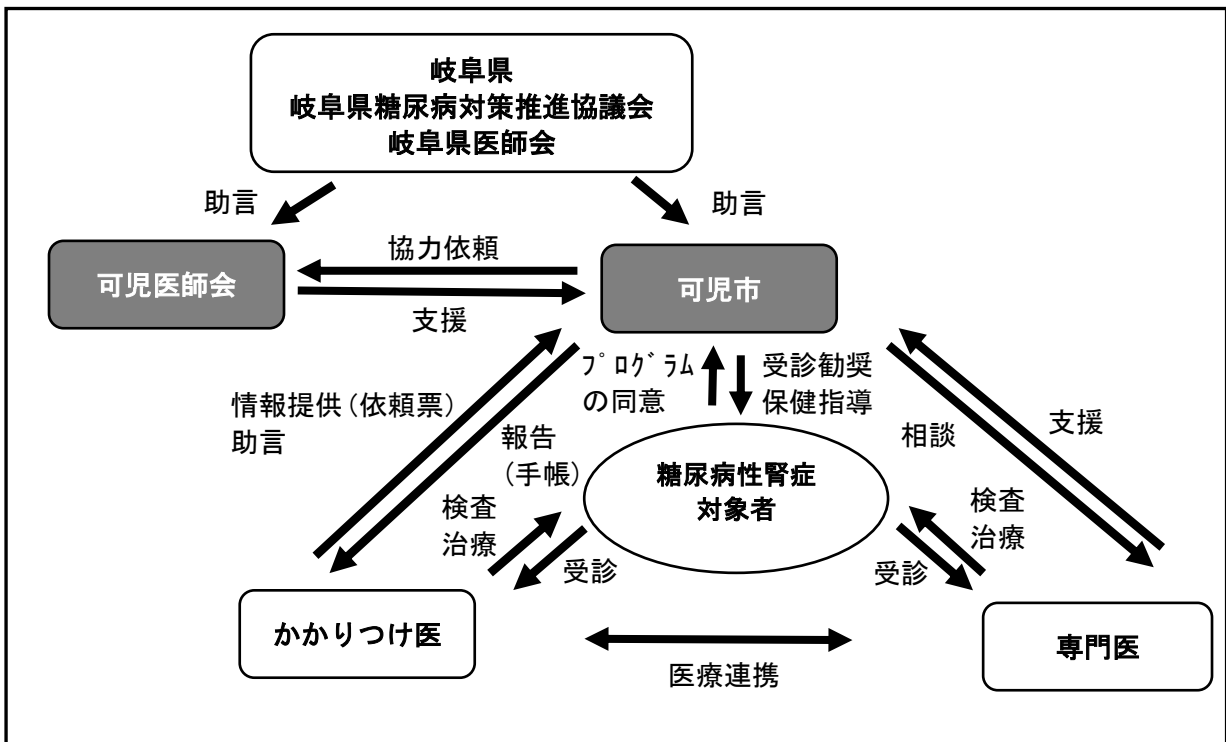 岐阜県
岐阜県糖尿病対策推進協議会
岐阜県医師会
助言
助言
協力依頼
可児医師会
可児市
支援
ﾌﾟﾛｸﾞﾗﾑ
の同意
受診勧奨
保健指導
情報提供(依頼票)
助言
報告
(手帳)
相談
支援
糖尿病性腎症
対象者
検査
治療
検査
治療
受診
受診
かかりつけ医
専門医
医療連携